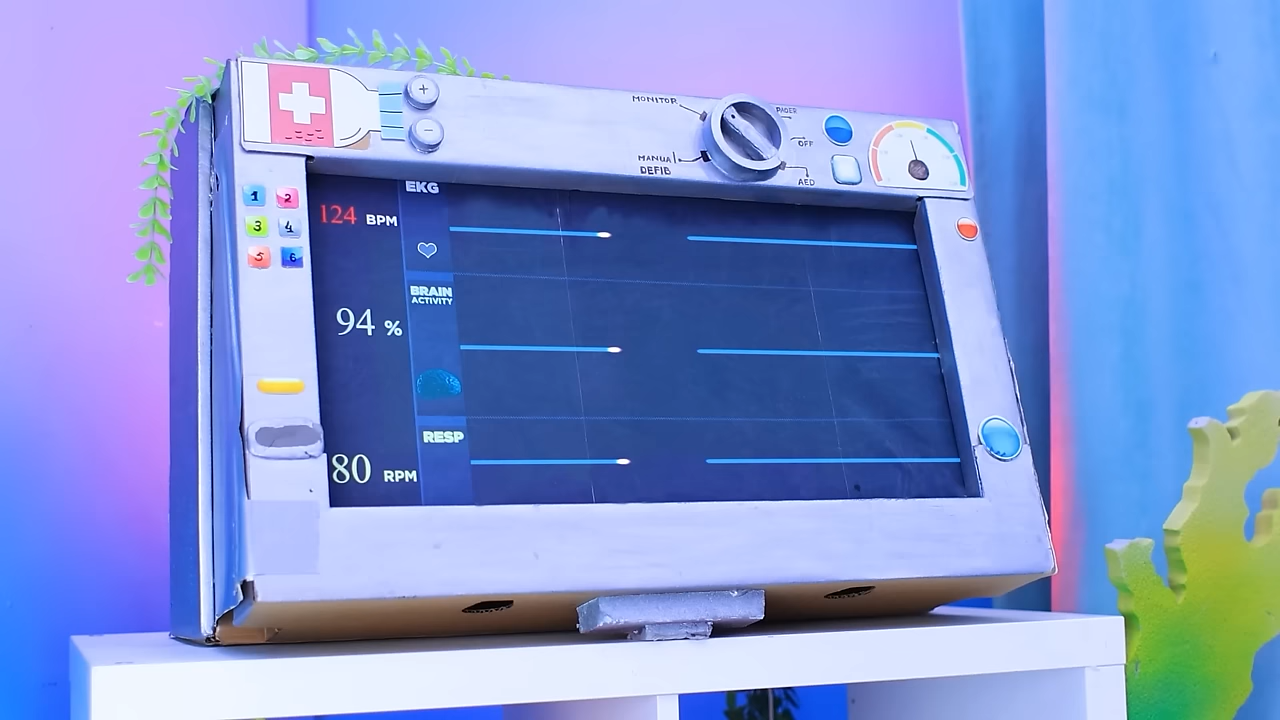 +
−
MONITOR
PACER
OFF
MANUAL
DEFIB
AED
1 2
3 4
5 6
EKG
124 BPM
BRAIN
ACTIVITY
94 %
RESP
80 RPM